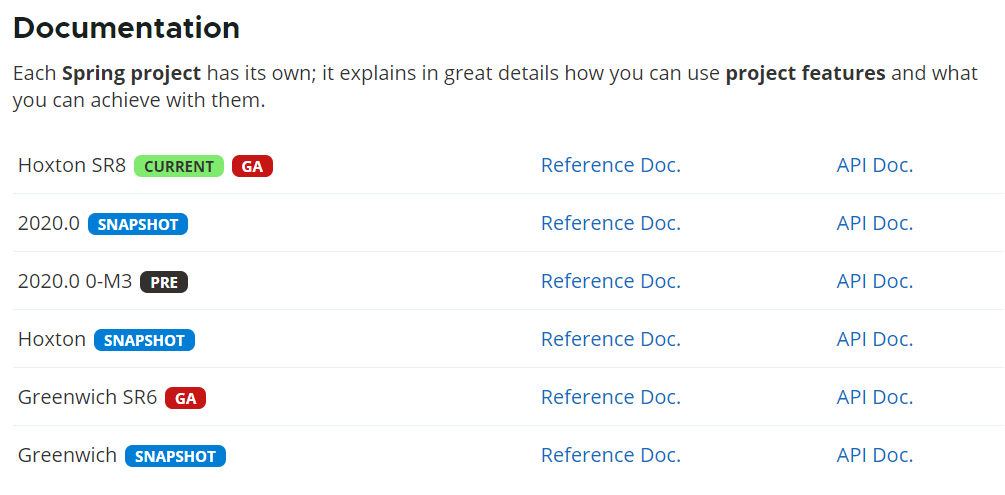 Documentation
Each Spring project has its own; it explains in great details how you can use project features and what
you can achieve with them.
Hoxton SR8 CURRENT GA Reference Doc. API Doc.
2020.0 SNAPSHOT Reference Doc. API Doc.
2020.0 0-M3 PRE Reference Doc. API Doc.
Hoxton SNAPSHOT Reference Doc. API Doc.
Greenwich SR6 GA Reference Doc. API Doc.
Greenwich SNAPSHOT Reference Doc. API Doc.